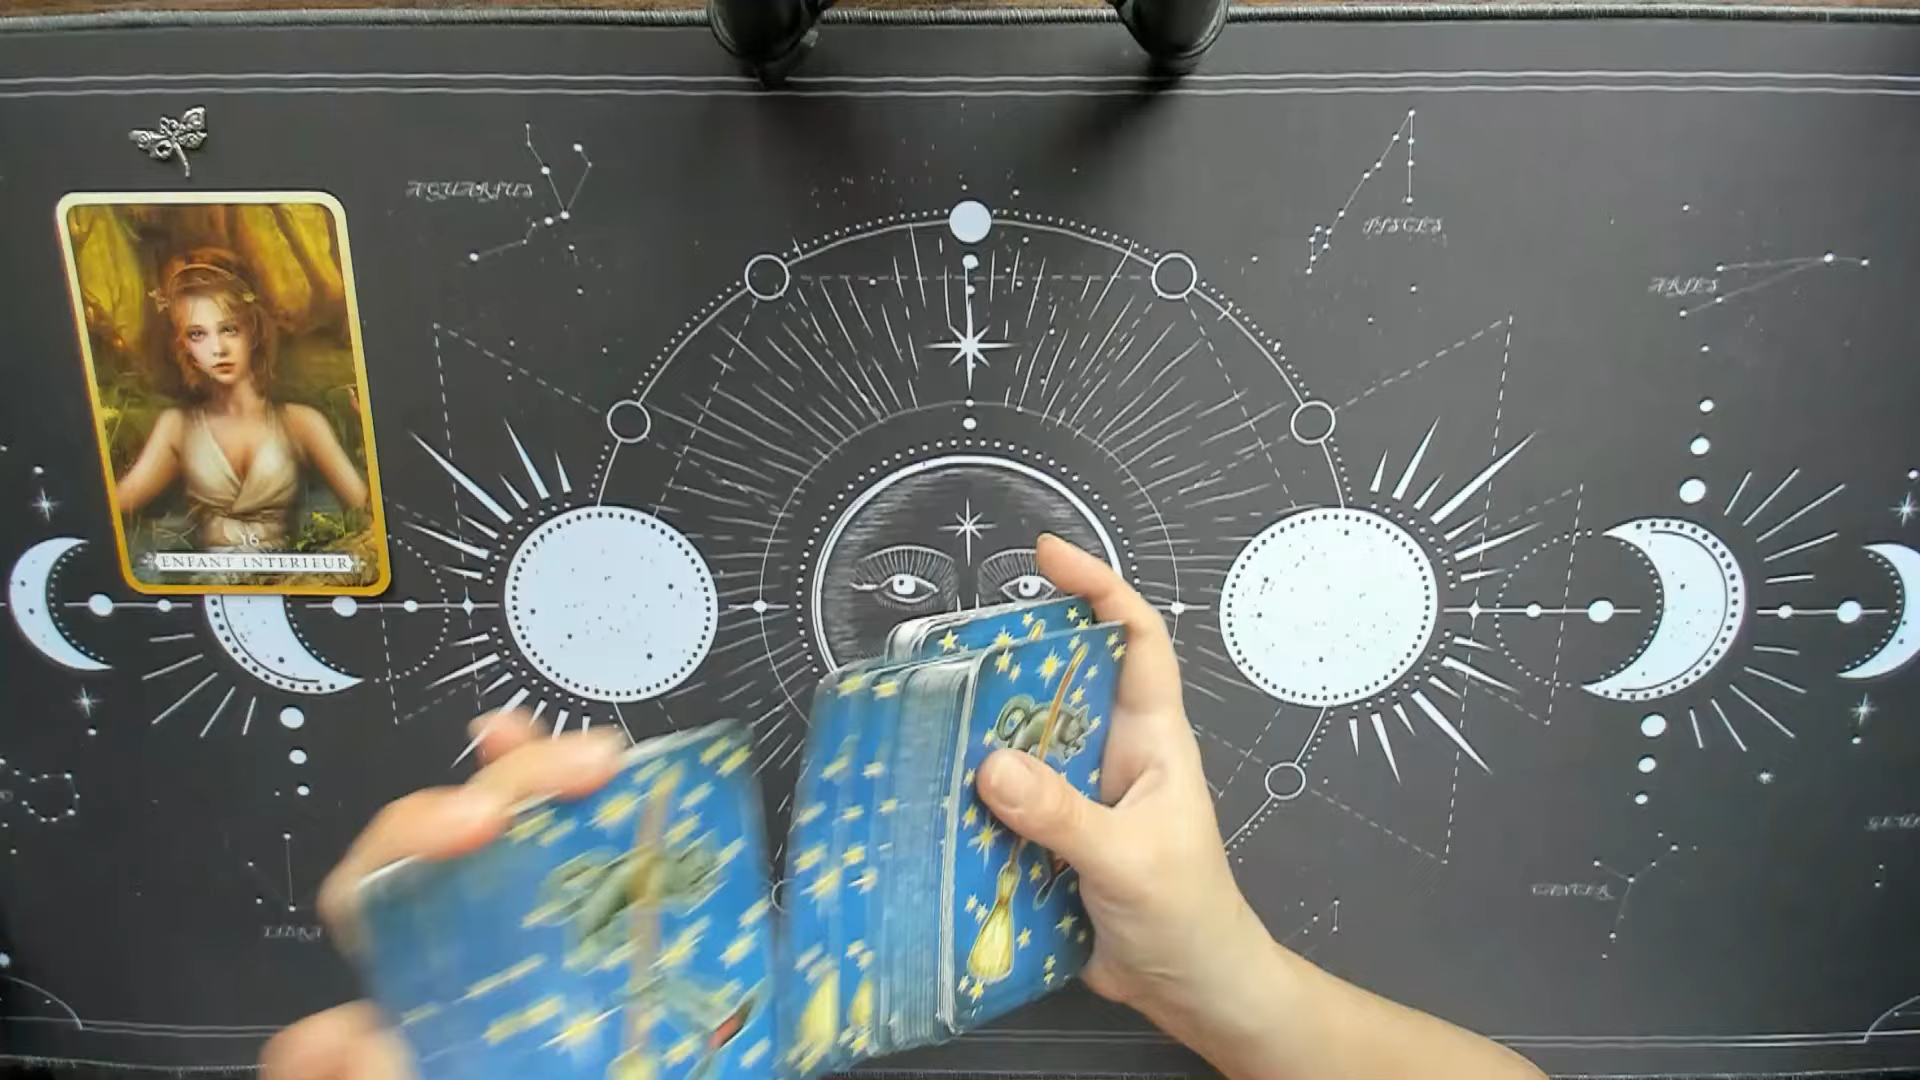 AQUARIUS
PISCES
ARIES
16
ENFANT INTERIEUR
CANCER
LIBRA